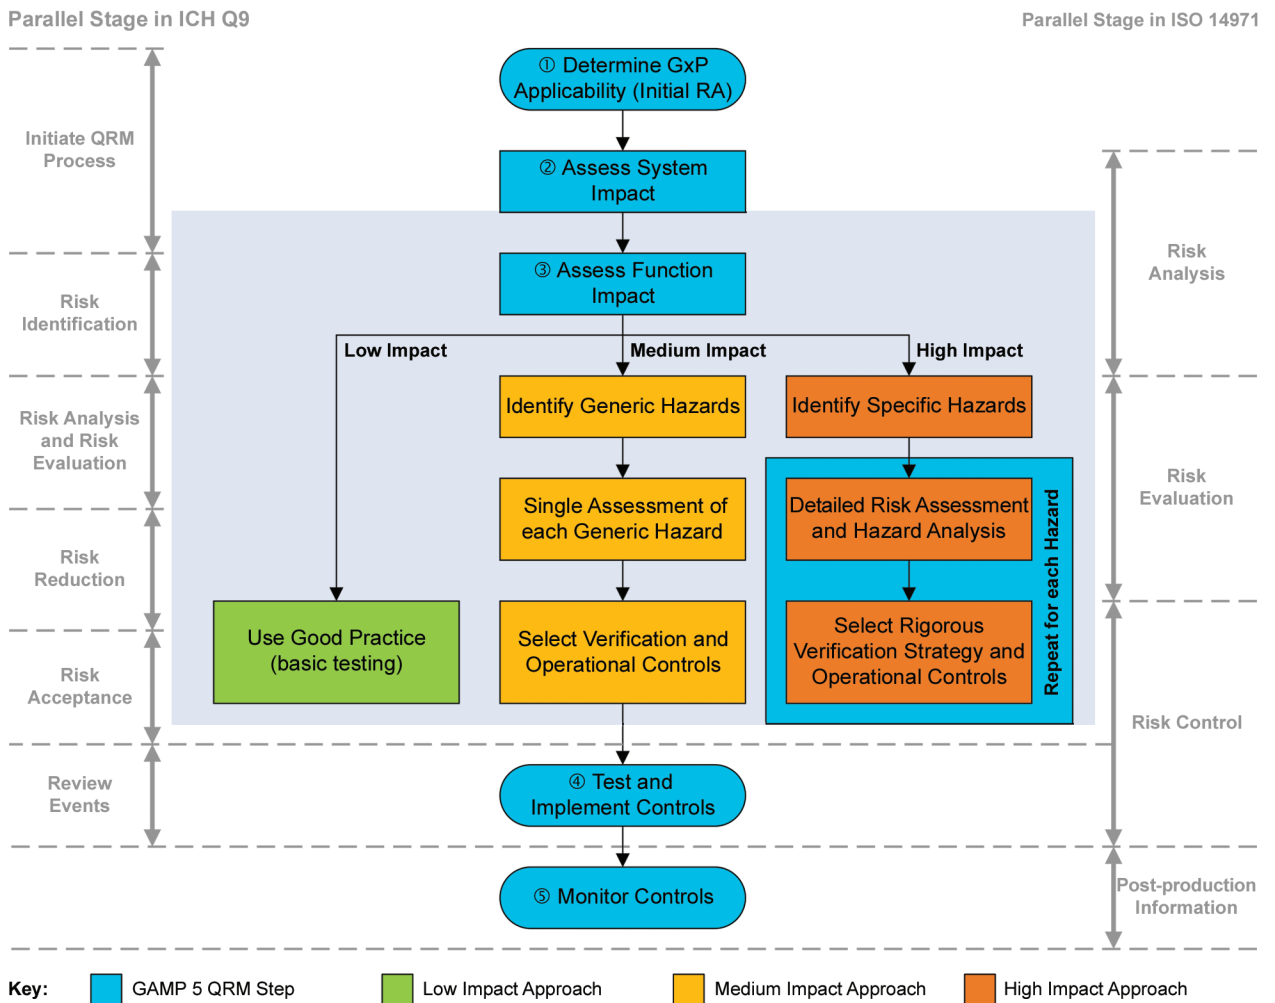 Parallel Stage in ICH Q9
Parallel Stage in ISO 14971
① Determine GxP
Applicability (Initial RA)
Initiate QRM
Process
② Assess System
Impact
Risk
Analysis
③ Assess Function
Impact
Risk
Identification
Low Impact
Medium Impact
High Impact
Risk Analysis
and Risk
Evaluation
Identify Generic Hazards
Identify Specific Hazards
Risk
Evaluation
Single Assessment of
each Generic Hazard
Detailed Risk Assessment
and Hazard Analysis
Repeat for each Hazard
Risk
Reduction
Use Good Practice
(basic testing)
Select Verification and
Operational Controls
Select Rigorous
Verification Strategy and
Operational Controls
Risk
Acceptance
Risk Control
Review
Events
④ Test and
Implement Controls
⑤ Monitor Controls
Post-production
Information
Key:
GAMP 5 QRM Step
Low Impact Approach
Medium Impact Approach
High Impact Approach